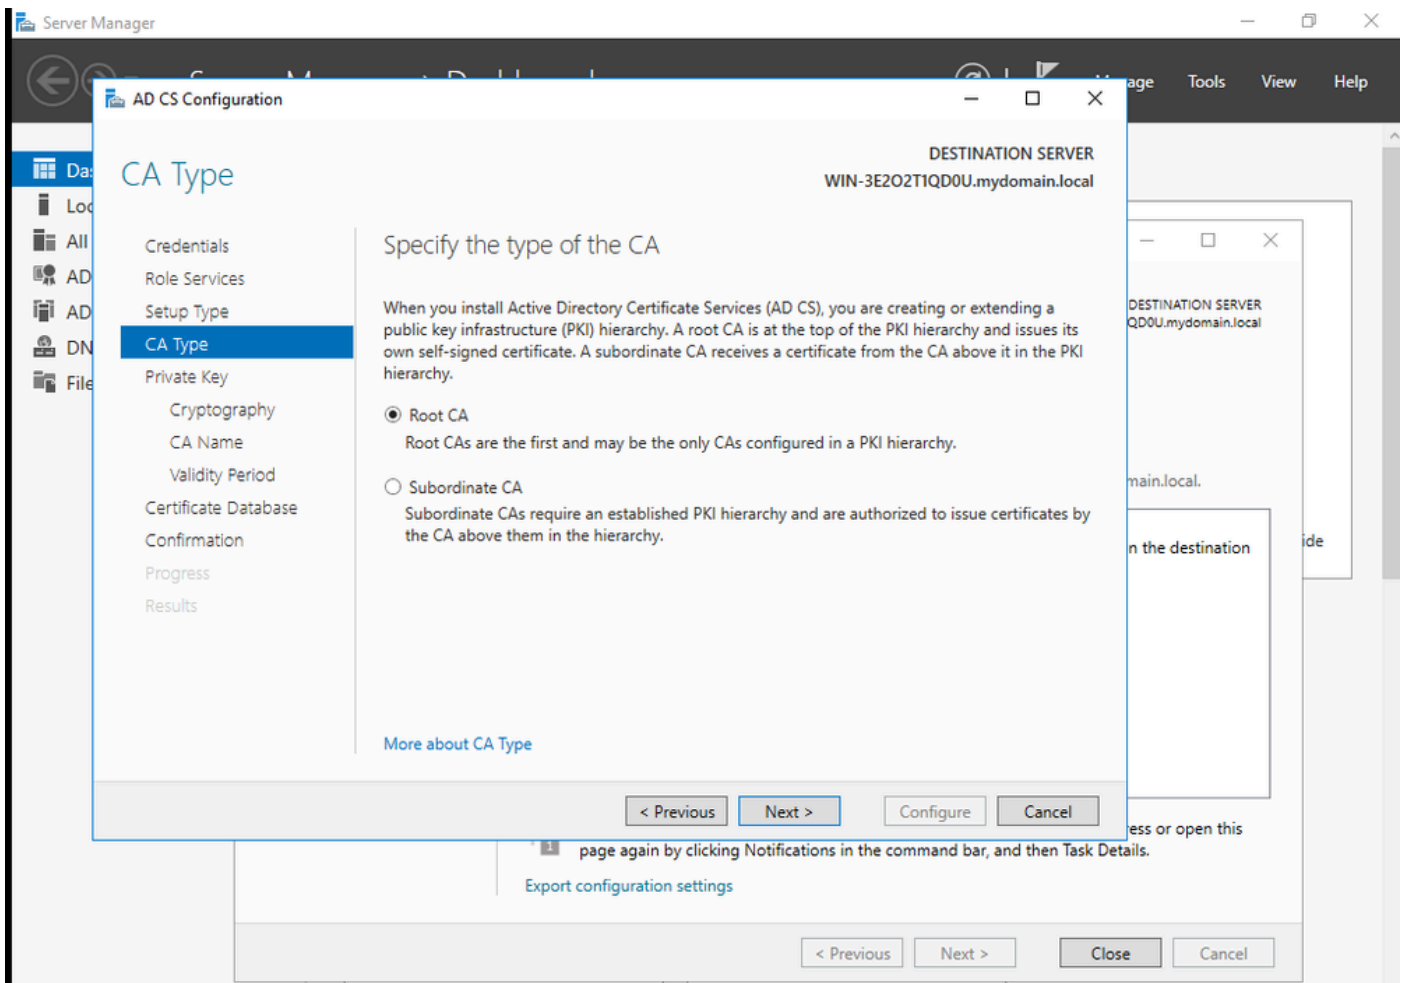 Server Manager
Manage Tools View Help
AD CS Configuration
DESTINATION SERVER
WIN-3E2O2T1QD0U.mydomain.local
CA Type
Credentials
Role Services
Setup Type
CA Type
Private Key
Cryptography
CA Name
Validity Period
Certificate Database
Confirmation
Progress
Results
Specify the type of the CA
When you install Active Directory Certificate Services (AD CS), you are creating or extending a
public key infrastructure (PKI) hierarchy. A root CA is at the top of the PKI hierarchy and issues its
own self-signed certificate. A subordinate CA receives a certificate from the CA above it in the PKI
hierarchy.
Root CA
Root CAs are the first and may be the only CAs configured in a PKI hierarchy.
Subordinate CA
Subordinate CAs require an established PKI hierarchy and are authorized to issue certificates by
the CA above them in the hierarchy.
More about CA Type
< Previous Next > Configure Cancel
Das
Loc
All
AD
AD
DN
File
DESTINATION SERVER
QD0U.mydomain.local
main.local.
n the destination
ide
ress or open this
1
page again by clicking Notifications in the command bar, and then Task Details.
Export configuration settings
< Previous Next > Close Cancel